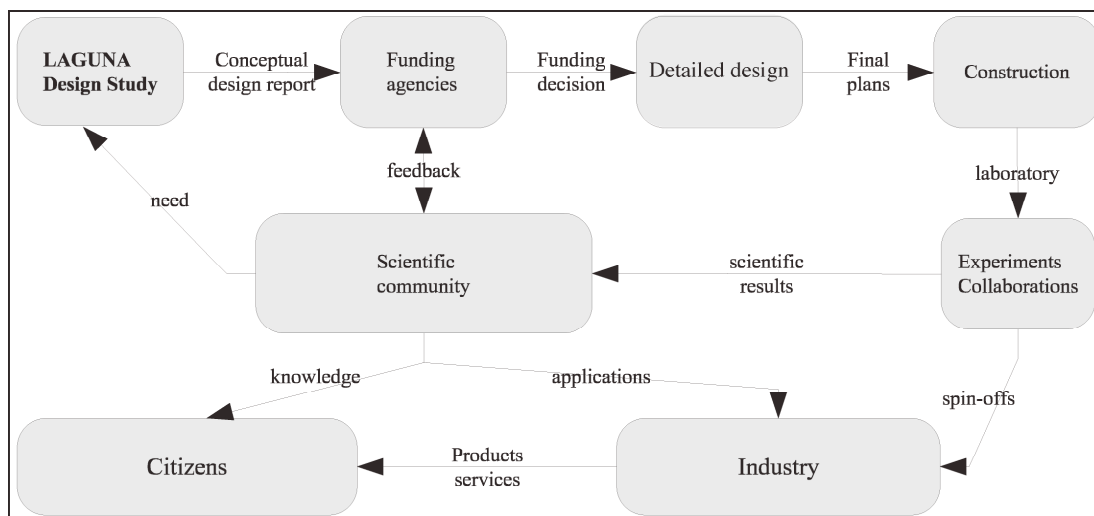 LAGUNA
Design Study
Conceptual
design report
Funding
agencies
Funding
decision
Detailed design
Final
plans
Construction
feedback
laboratory
need
Scientific
community
scientific
results
Experiments
Collaborations
knowledge
applications
spin-offs
Citizens
Products
services
Industry